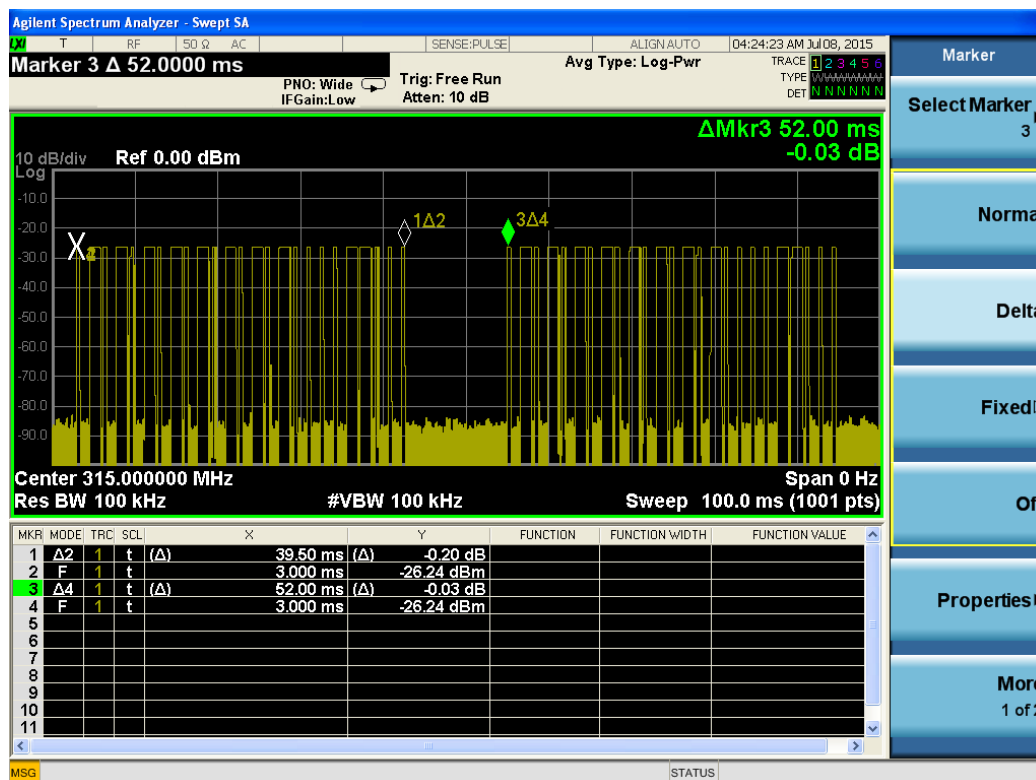 Agilent Spectrum Analyzer - Swept SA
LXI T RF 50 Ω AC SENSE:PULSE ALIGN AUTO 04:24:23 AM Jul 08, 2015
Marker 3 Δ 52.0000 ms
PNO: Wide
IFGain:Low
Trig: Free Run
Atten: 10 dB
Avg Type: Log-Pwr
TRACE 1 2 3 4 5 6
TYPE
DET N N N N N N
ΔMkr3 52.00 ms
-0.03 dB
10 dB/div Ref 0.00 dBm
Log
-10.0
-20.0
-30.0
-40.0
-50.0
-60.0
-70.0
-80.0
-90.0
1Δ2
3Δ4
Center 315.000000 MHz Span 0 Hz
Res BW 100 kHz #VBW 100 kHz Sweep 100.0 ms (1001 pts)
MKR MODE TRC SCL X Y FUNCTION FUNCTION WIDTH FUNCTION VALUE
1 Δ2 1 t (Δ) 39.50 ms (Δ) -0.20 dB
2 F 1 t 3.000 ms -26.24 dBm
3 Δ4 1 t (Δ) 52.00 ms (Δ) -0.03 dB
4 F 1 t 3.000 ms -26.24 dBm
5
6
7
8
9
10
11
MSG STATUS
Marker
Select Marker
3
Norma
Delta
Fixed
Of
Properties
More
1 of 2